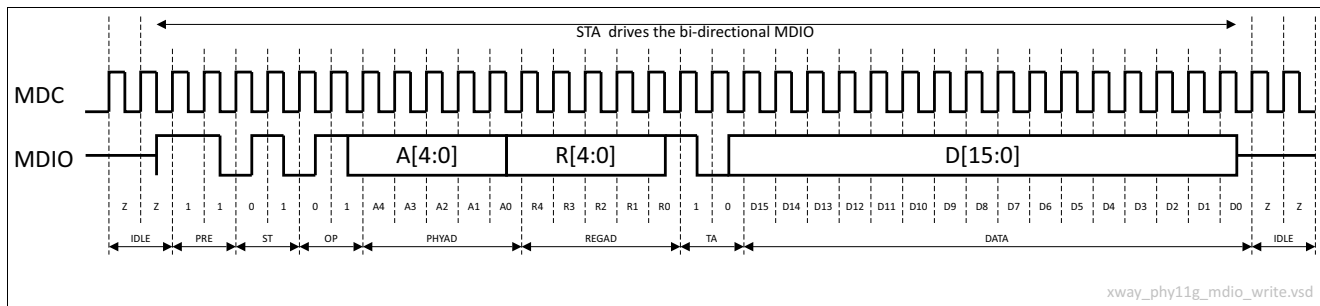 STA drives the bi-directional MDIO
MDC
MDIO A[4:0] R[4:0] D[15:0]
Z Z 1 1 0 1 0 1 A4 A3 A2 A1 A0 R4 R3 R2 R1 R0 1 0 D15 D14 D13 D12 D11 D10 D9 D8 D7 D6 D5 D4 D3 D2 D1 D0 Z Z
IDLE PRE ST OP PHYAD REGAD TA DATA IDLE
xway_phy11g_mdio_write.vsd